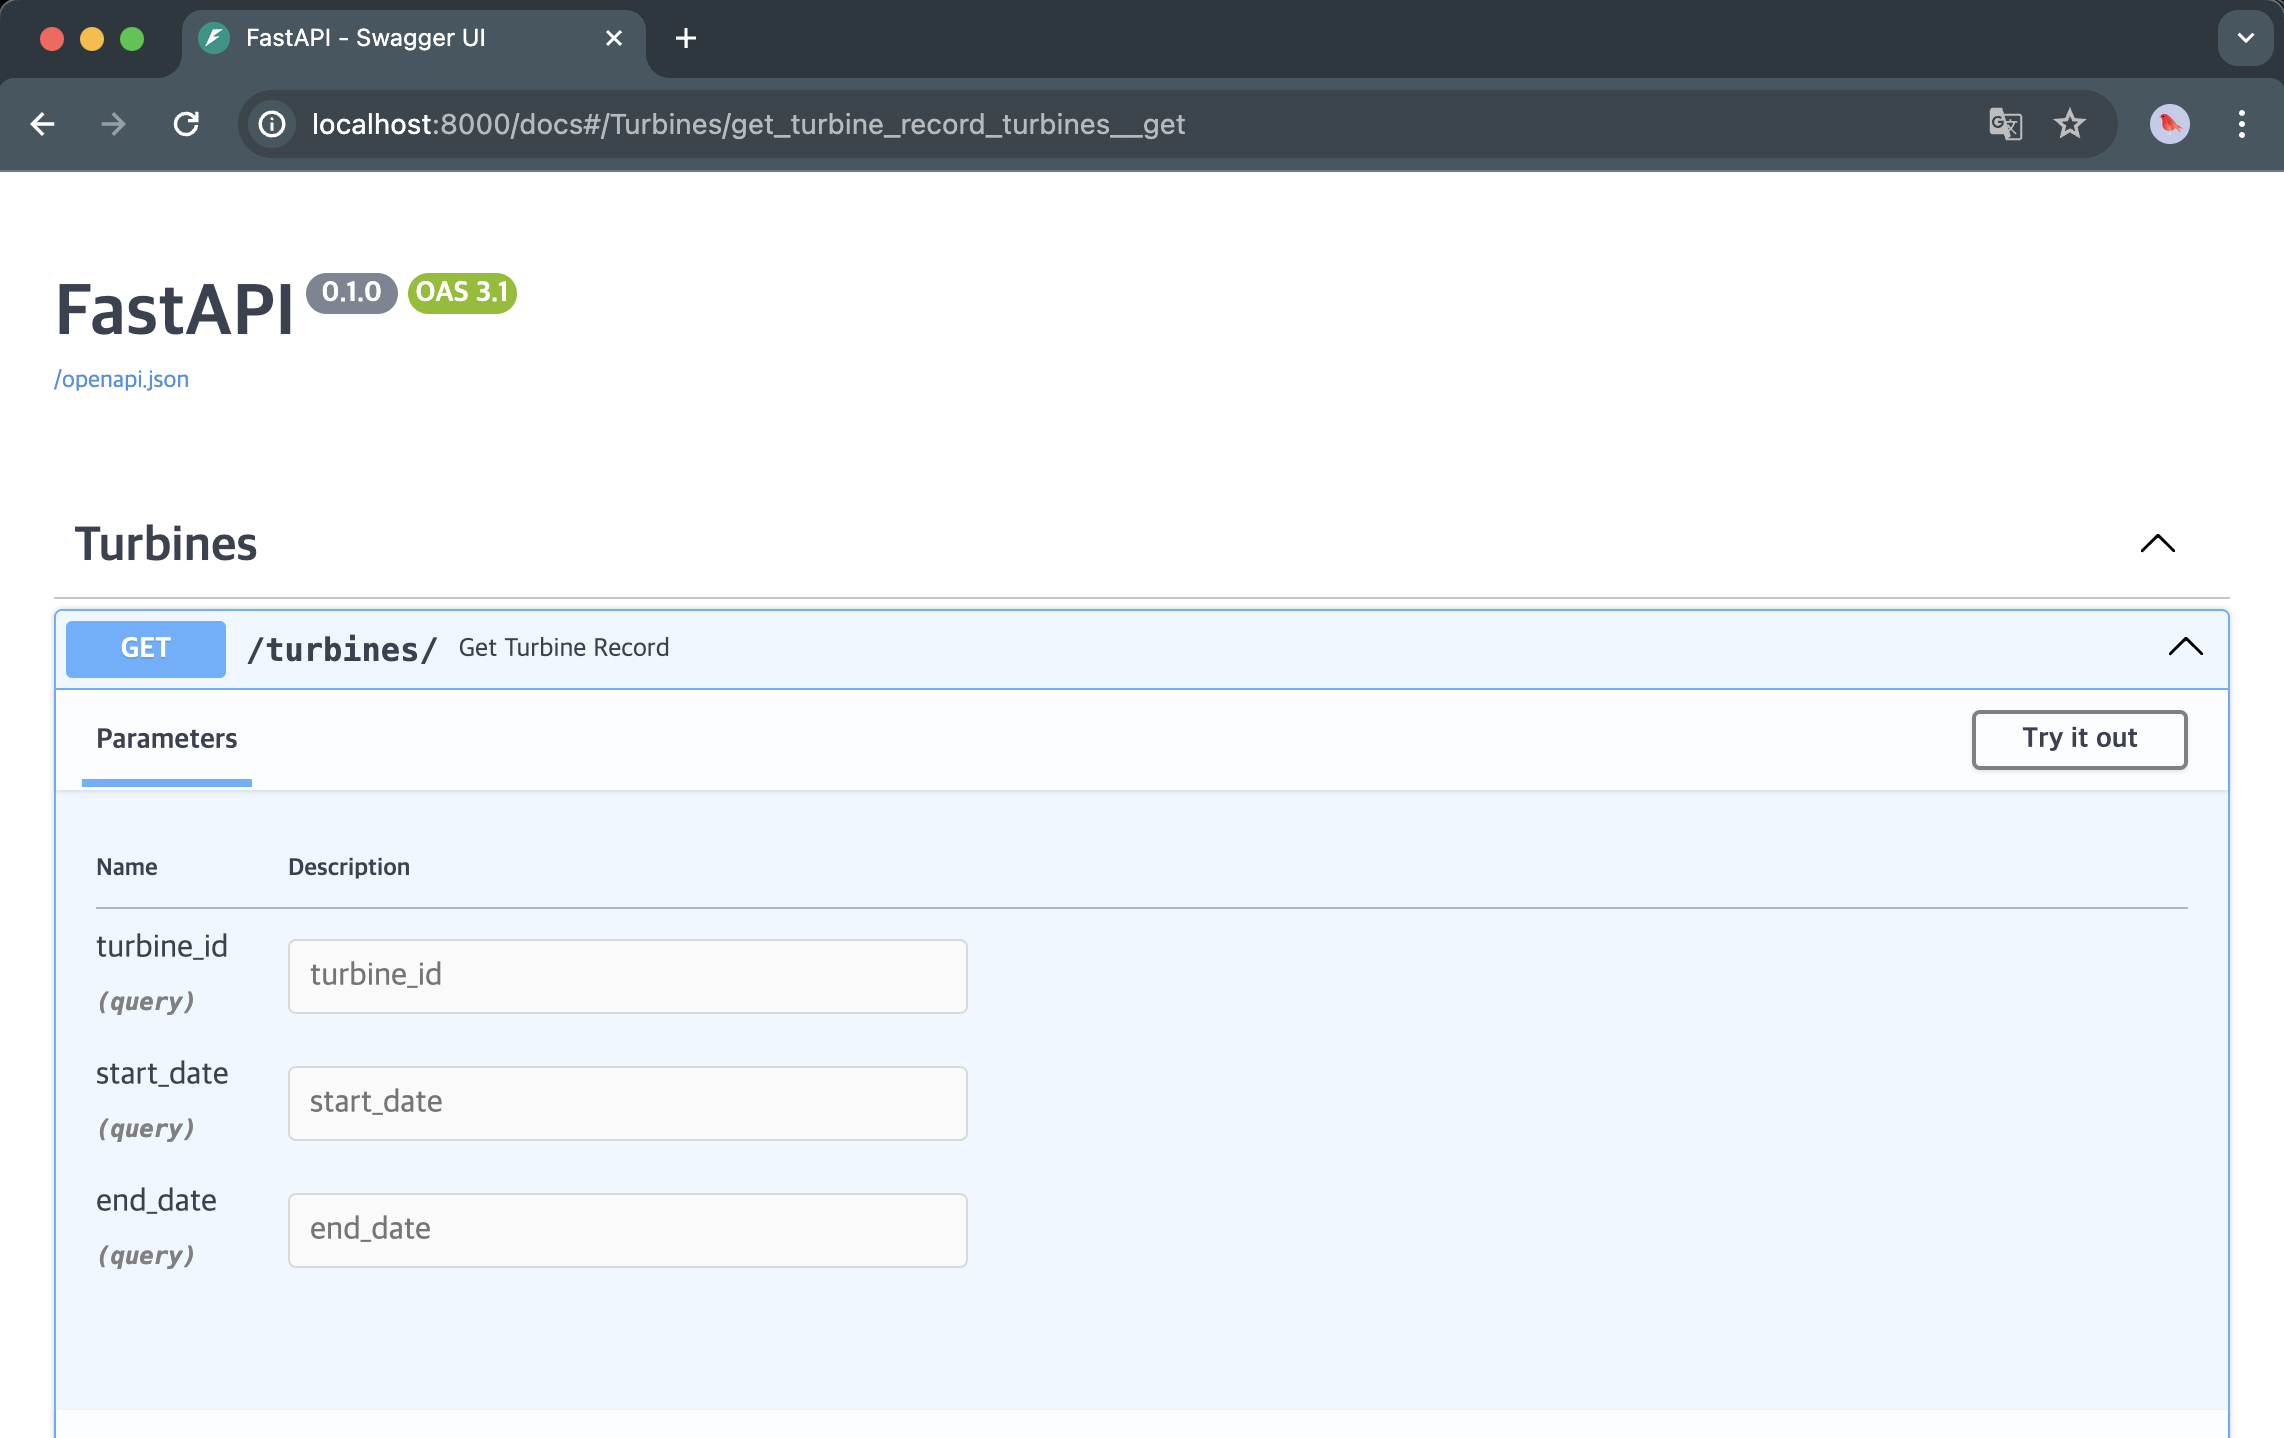 FastAPI - Swagger UI
localhost:8000/docs#/Turbines/get_turbine_record_turbines__get
FastAPI 0.1.0 OAS 3.1
/openapi.json
Turbines
GET /turbines/ Get Turbine Record
Parameters Try it out
Name Description
turbine_id
(query)
turbine_id
start_date
(query)
start_date
end_date
(query)
end_date